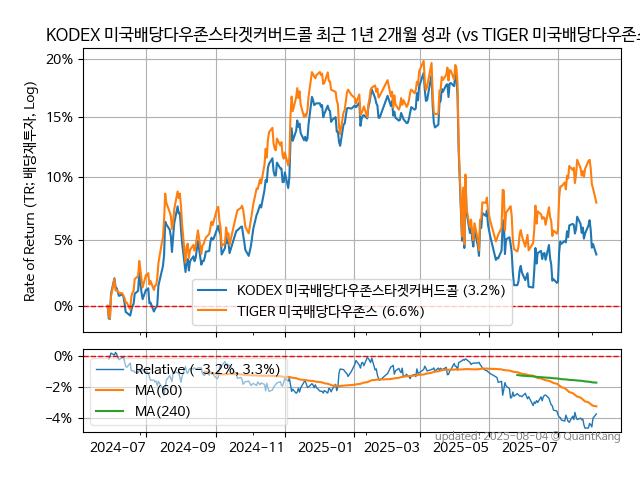 KODEX 미국배당다우존스타겟커버드콜 최근 1년 2개월 성과 (vs TIGER 미국배당다우존스
Rate of Return (TR: 배당재투자, Log)
20%
15%
10%
5%
0%
KODEX 미국배당다우존스타겟커버드콜 (3.2%)
TIGER 미국배당다우존스 (6.6%)
0%
−2%
−4%
Relative (−3.2%, 3.3%)
MA(60)
MA(240)
2024-07 2024-09 2024-11 2025-01 2025-03 2025-05 2025-07
updated: 2025-08-04 © QuantKang